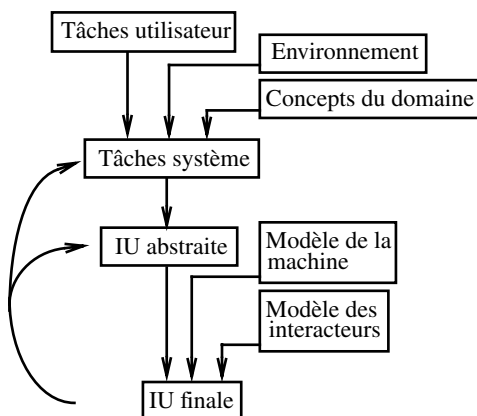 Tâches utilisateur
Environnement
Concepts du domaine
Tâches système
IU abstraite
Modèle de la
machine
Modèle des
interacteurs
IU finale